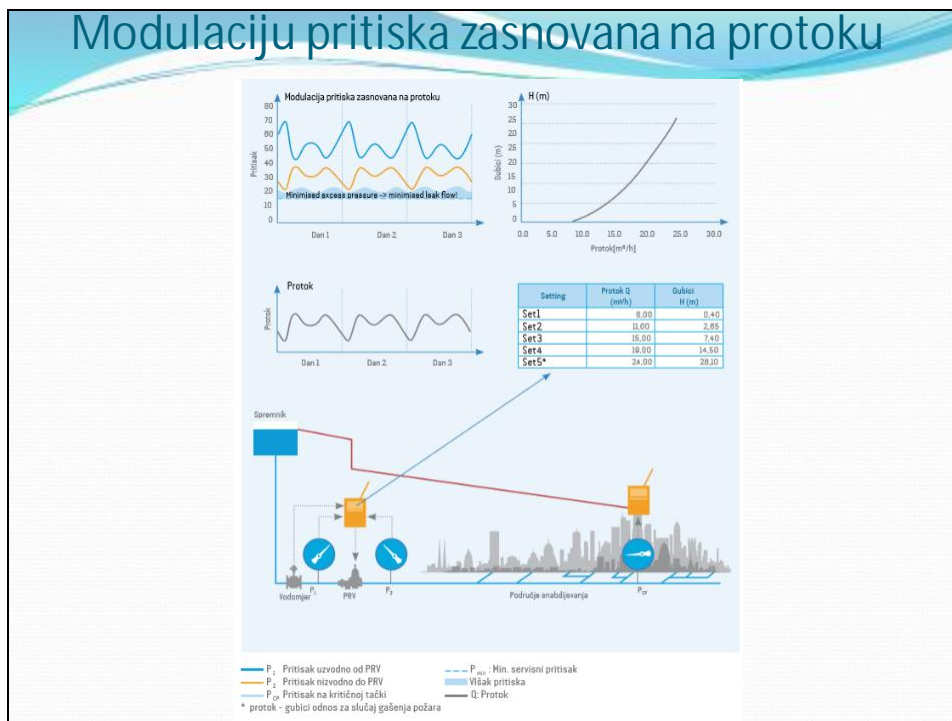 Modulaciju pritiska zasnovana na protoku
Modulacija pritiska zasnovana na protoku
80
70
60
50
40
30
20
10
0
Pritisak
Minimised excess pressure -> minimised leak flow!
Dan 1 Dan 2 Dan 3
H (m)
30
25
25
20
20
15
10
5
0
Gubici (m)
0.0 5.0 10.0 15.0 20.0 25.0 30.0
Protok[m³/h]
Protok
Protok
Dan 1 Dan 2 Dan 3
Setting Protok Q (m³/h) Gubici H (m)
Set1 8,00 0,40
Set2 11,00 2,85
Set3 15,00 7,40
Set4 19,00 14,50
Set5* 24,00 28,10
Spremnik
Vodomjer P1 PRV P2
Područje snabdijevanja
PCP
P1 Pritisak uzvodno od PRV
P2 Pritisak nizvodno do PRV
PCP Pritisak na kritičnoj tački
* protok - gubici odnos za slučaj gašenja požara
PMIN : Min. servisni pritisak
VIšak pritiska
Q: Protok